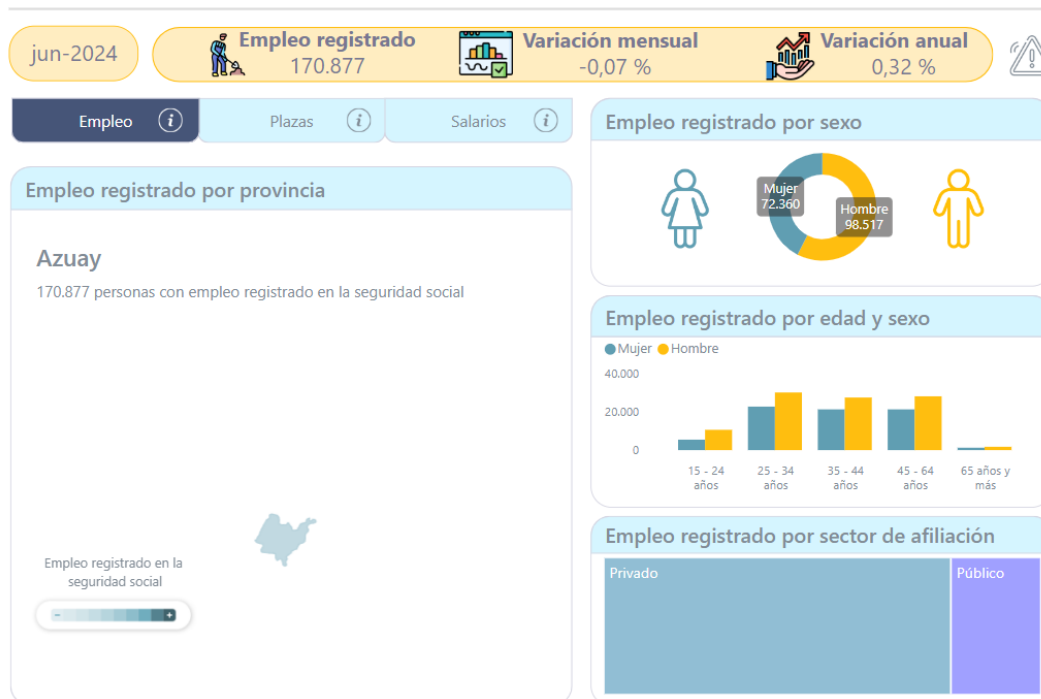 jun-2024
Empleo registrado
170.877
Variación mensual
-0,07 %
Variación anual
0,32 %
Empleo
i
Plazas
i
Salarios
i
Empleo registrado por provincia
Azuay
170.877 personas con empleo registrado en la seguridad social
Empleo registrado en la
seguridad social
-
+
Empleo registrado por sexo
Mujer
72.360
Hombre
98.517
Empleo registrado por edad y sexo
Mujer Hombre
40.000
20.000
0
15 - 24
años
25 - 34
años
35 - 44
años
45 - 64
años
65 años y
más
Empleo registrado por sector de afiliación
Privado
Público